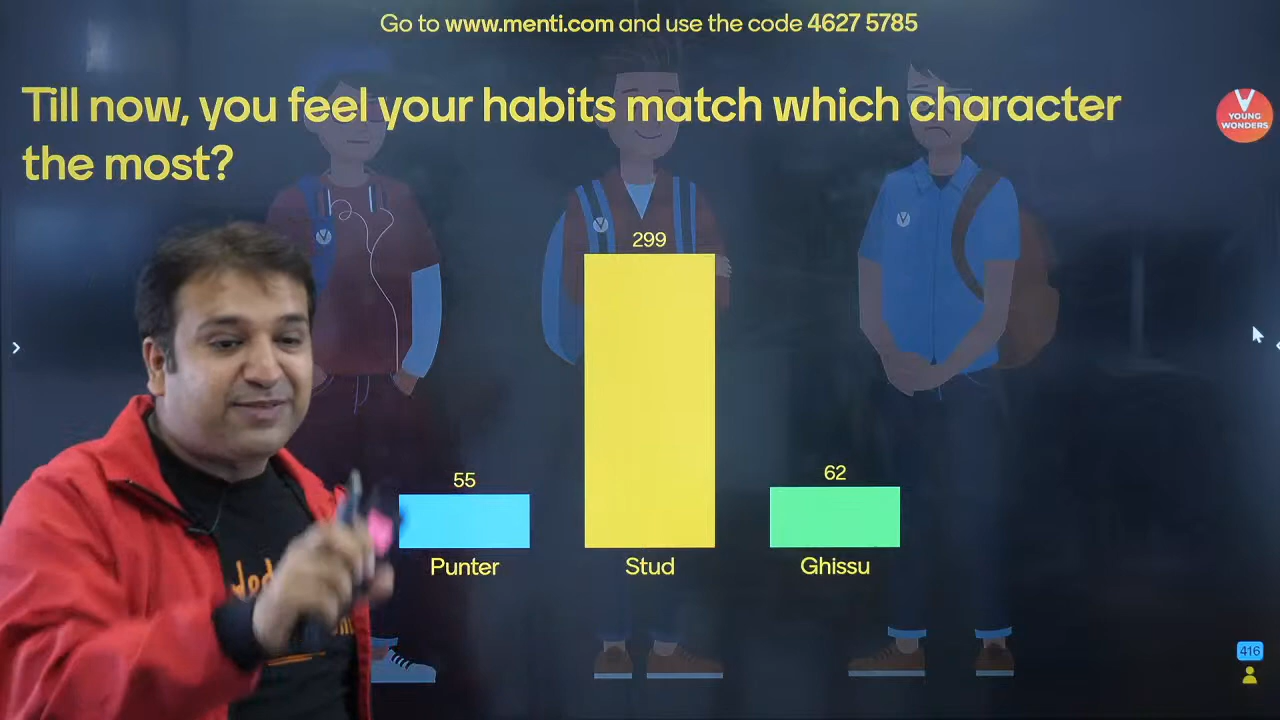 Go to www.menti.com and use the code 4627 5785
Till now, you feel your habits match which character
the most?
YOUNG
WONDERS
299
55
62
Punter
Stud
Ghissu
416